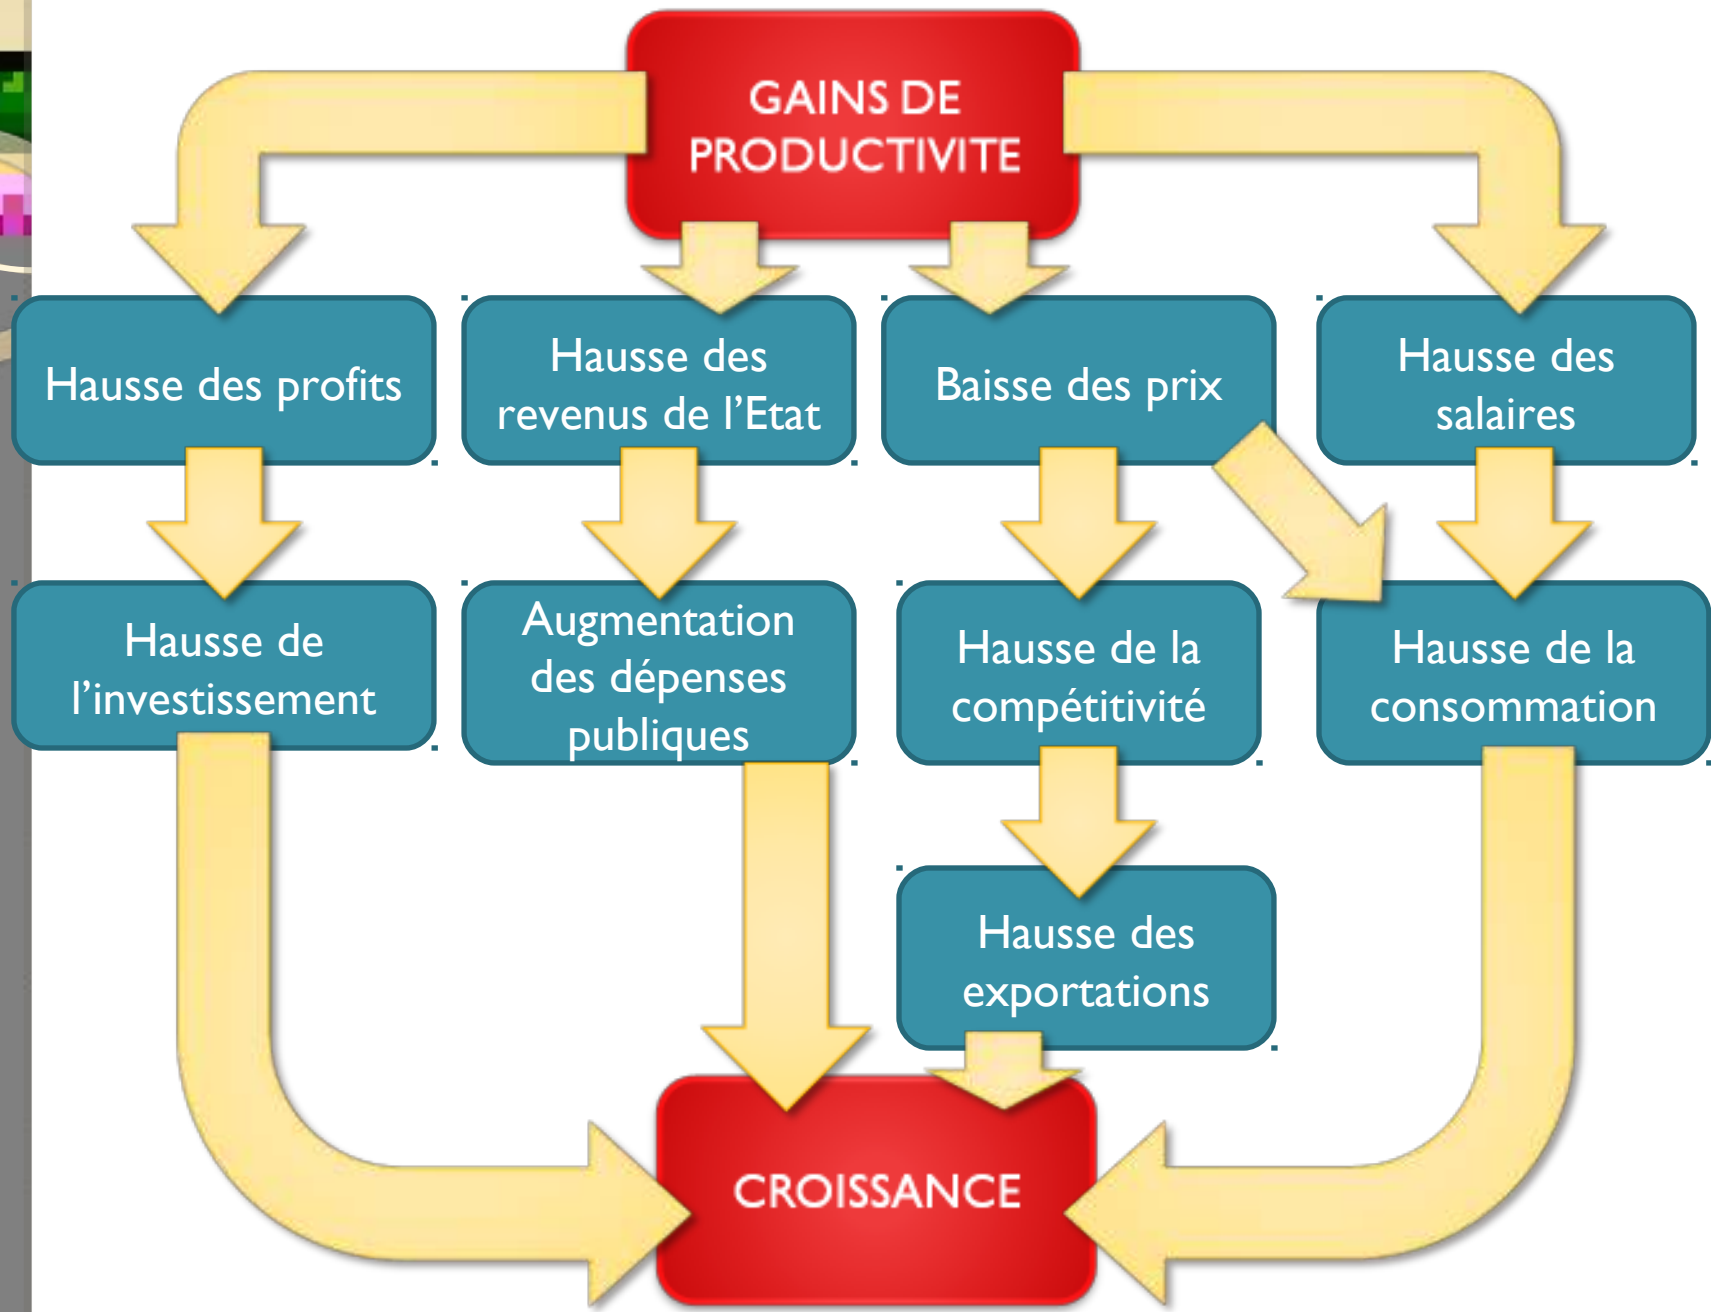 GAINS DE
PRODUCTIVITE
Hausse des profits
Hausse des
revenus de l’Etat
Baisse des prix
Hausse des
salaires
Hausse de
l’investissement
Augmentation
des dépenses
publiques
Hausse de la
compétitivité
Hausse de la
consommation
Hausse des
exportations
CROISSANCE